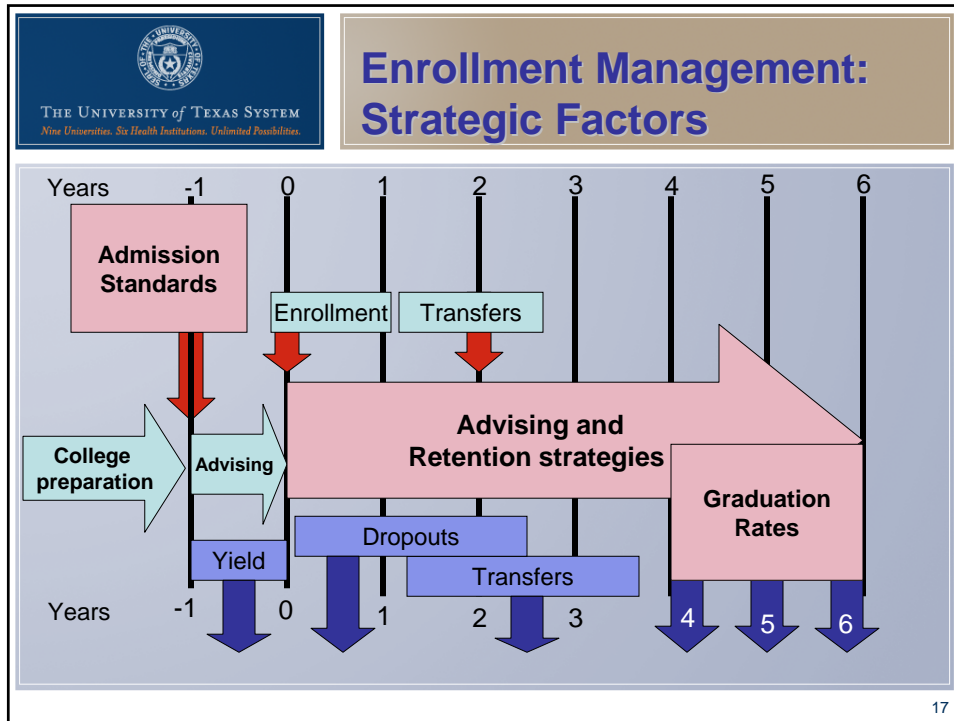 THE UNIVERSITY of TEXAS SYSTEM
Nine Universities. Six Health Institutions. Unlimited Possibilities.
Enrollment Management:
Strategic Factors
Years -1 0 1 2 3 4 5 6
Admission
Standards
Enrollment Transfers
College
preparation
Advising
Advising and
Retention strategies
Graduation
Rates
Dropouts
Yield
Transfers
Years -1 0 1 2 3 4 5 6
17